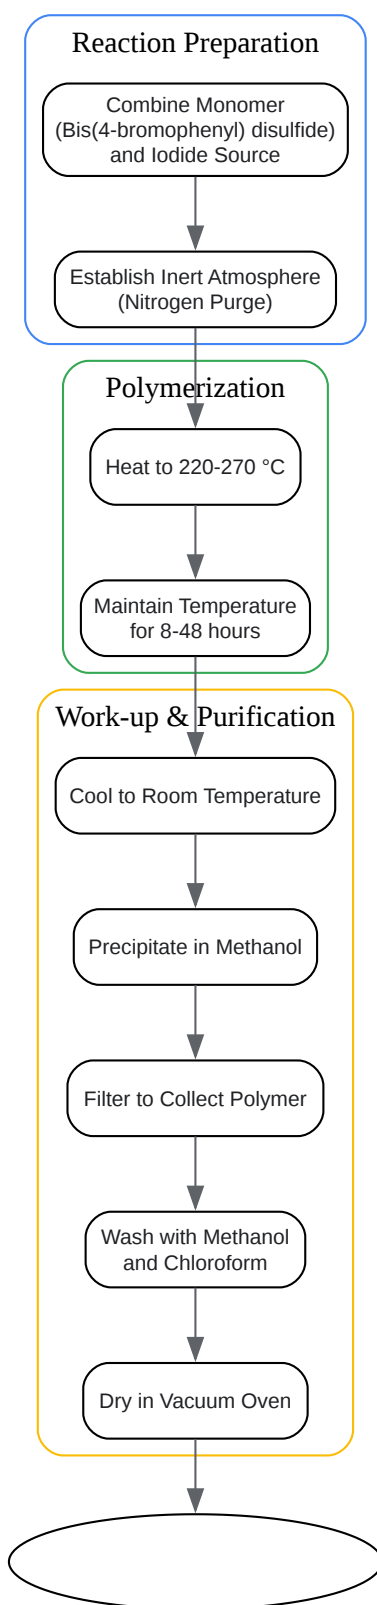 Reaction Preparation
Combine Monomer
(Bis(4-bromophenyl) disulfide)
and Iodide Source
Establish Inert Atmosphere
(Nitrogen Purge)
Polymerization
Heat to 220-270 °C
Maintain Temperature
for 8-48 hours
Work-up & Purification
Cool to Room Temperature
Precipitate in Methanol
Filter to Collect Polymer
Wash with Methanol
and Chloroform
Dry in Vacuum Oven